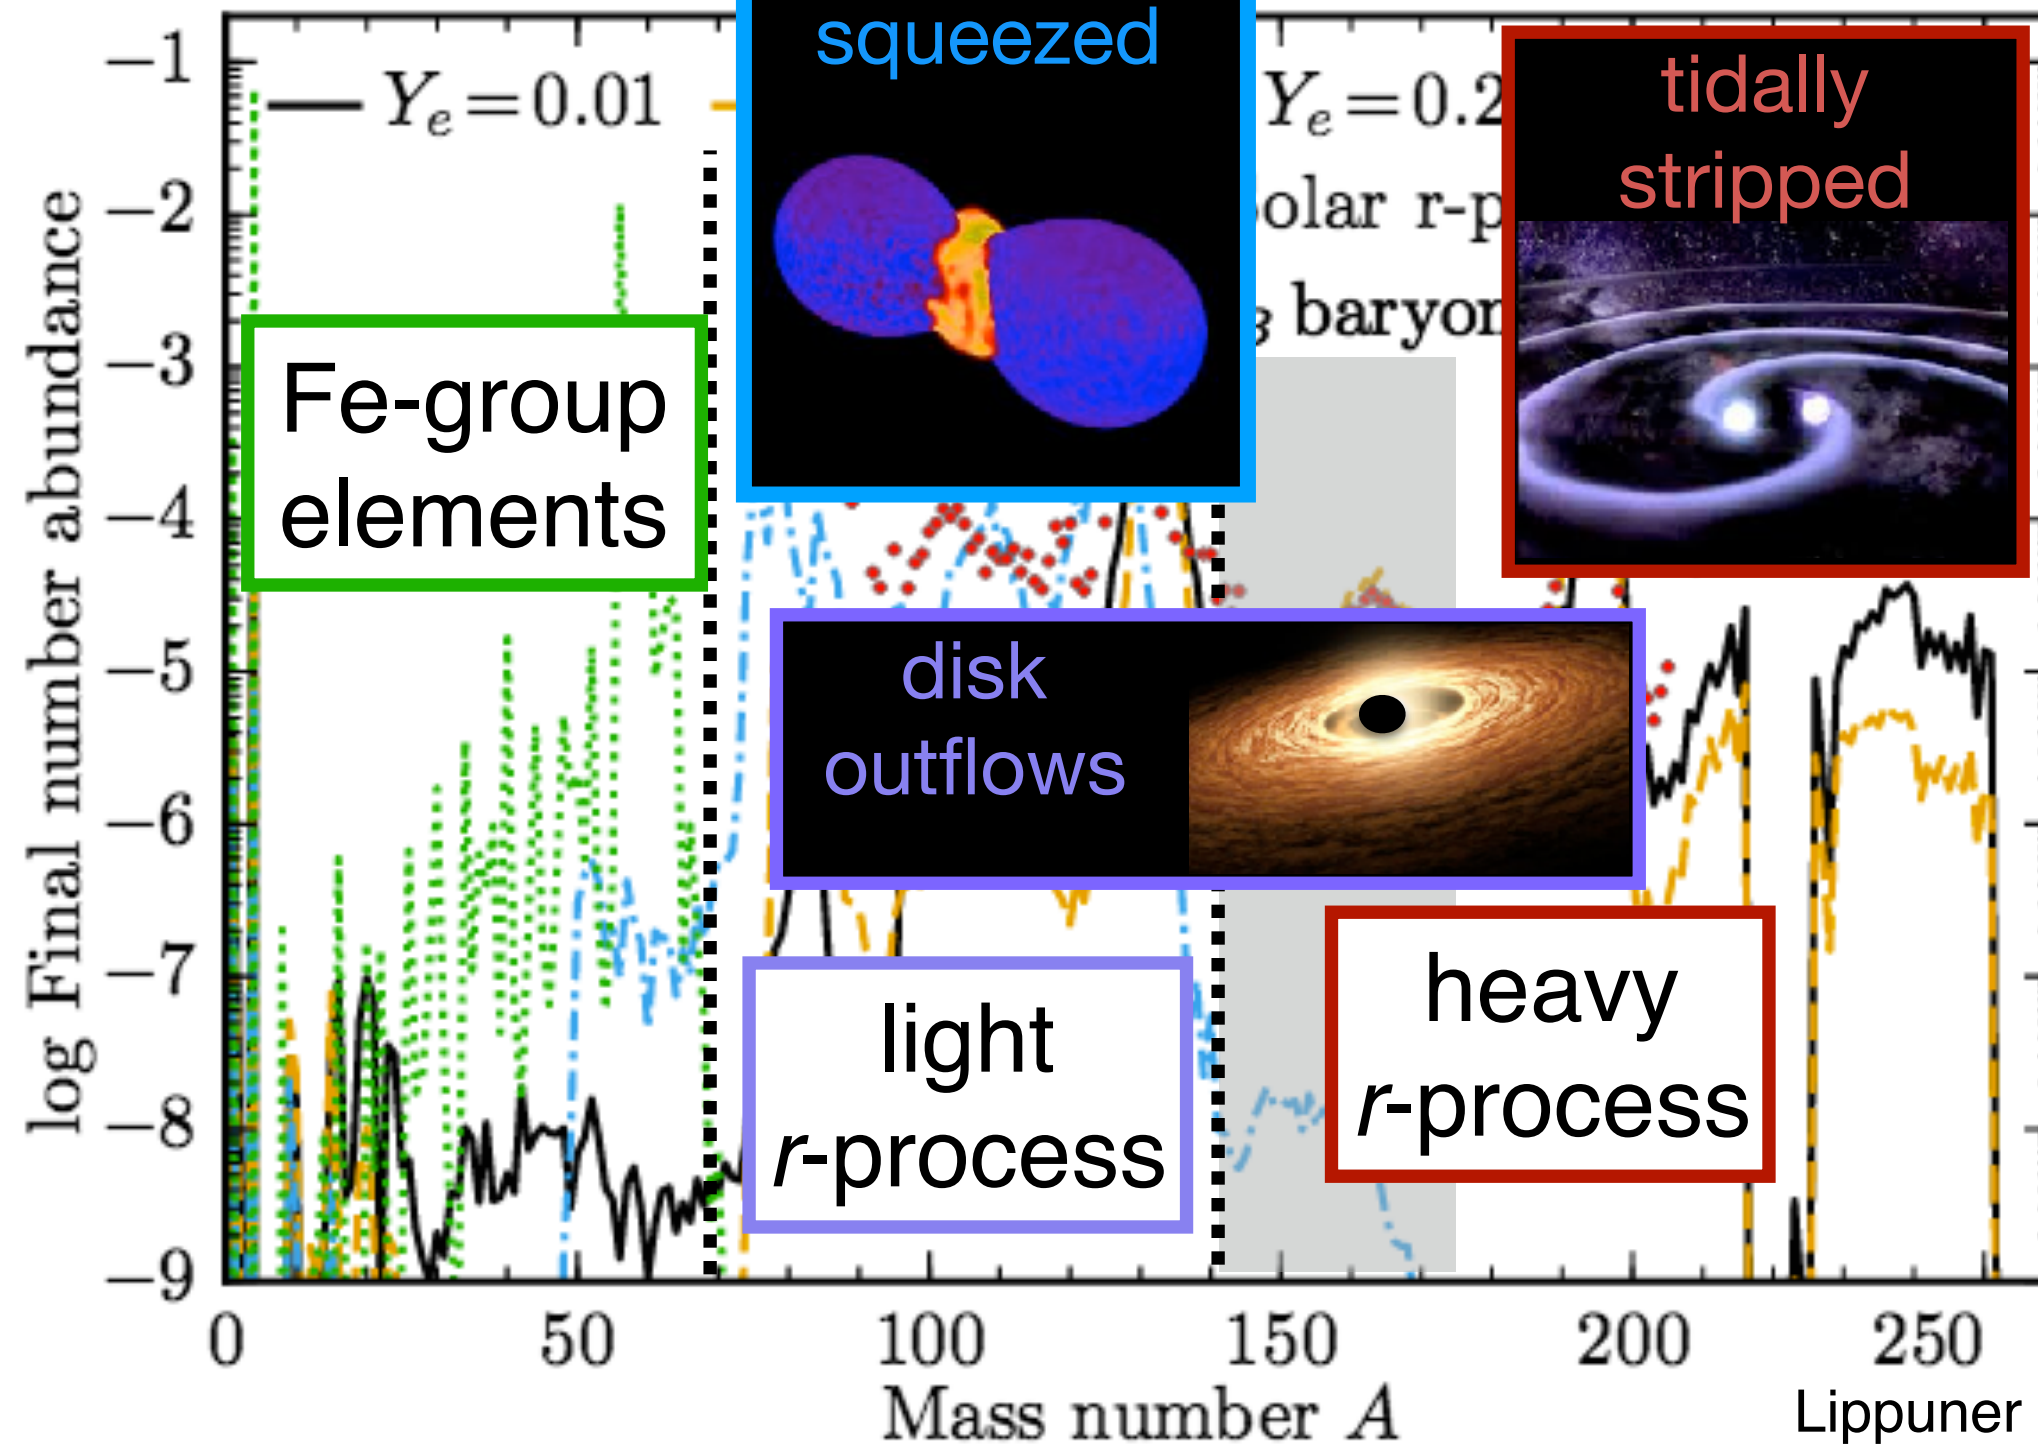 squeezed
tidally
stripped
Y_e=0.01
Y_e=0.2
solar r-p
baryon
Fe-group
elements
disk
outflows
light
r-process
heavy
r-process
log Final number abundance
−1
−2
−3
−4
−5
−6
−7
−8
−9
0 50 100 150 200 250
Mass number A
Lippuner